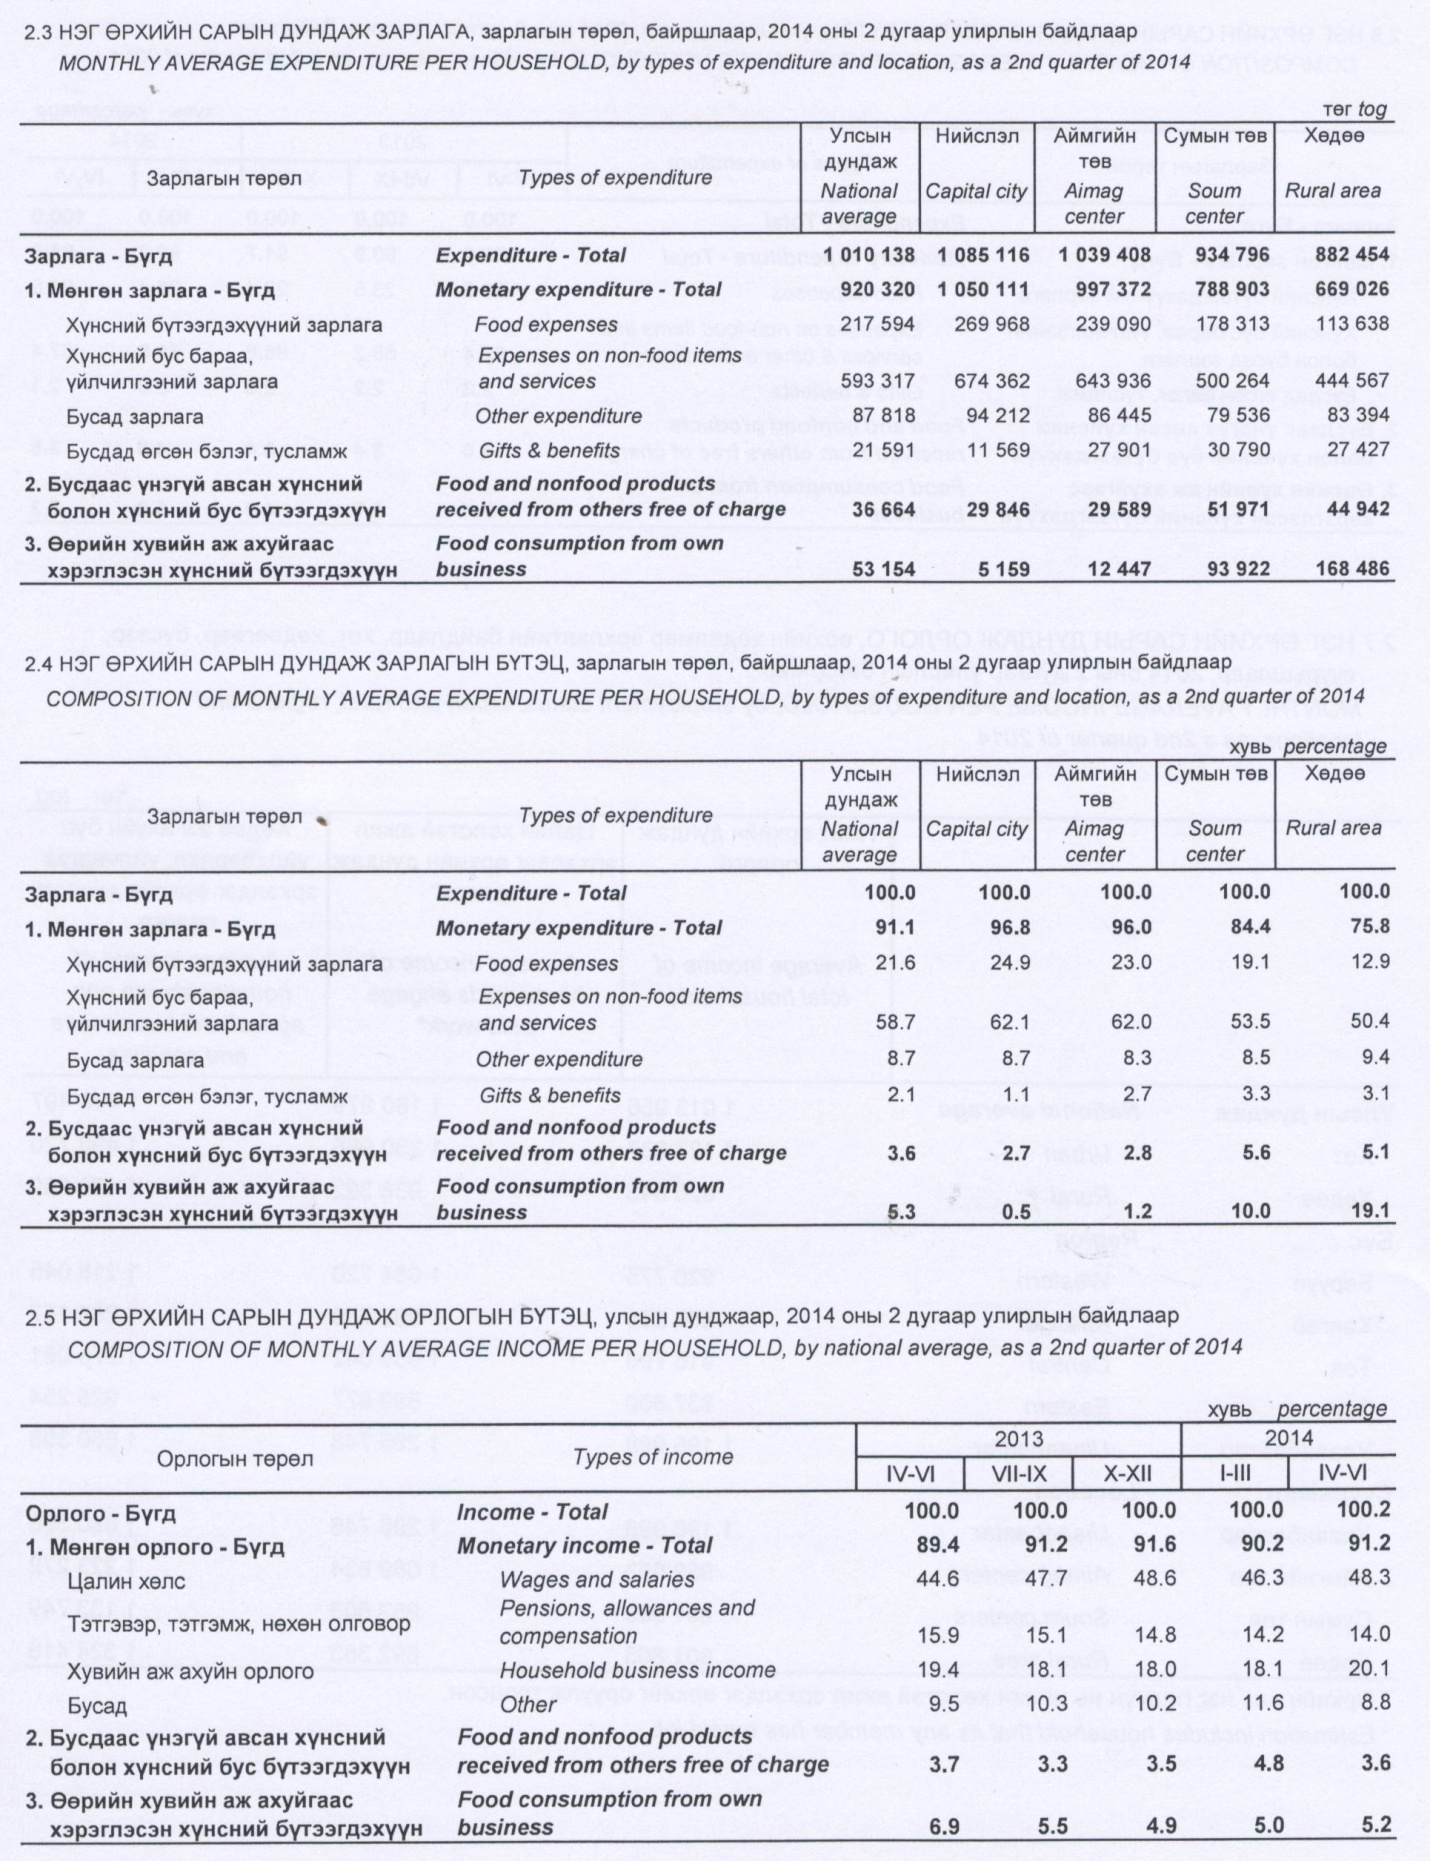 2.3 НЭГ ӨРХИЙН САРЫН ДУНДАЖ ЗАРЛАГА, зарлагын төрөл, байршлаар, 2014 оны 2 дугаар улирлын байдлаар
MONTHLY AVERAGE EXPENDITURE PER HOUSEHOLD, by types of expenditure and location, as a 2nd quarter of 2014
төг tog
Зарлагын төрөл Types of expenditure Улсын дундаж National average Нийслэл Capital city Аймгийн төв Aimag center Сумын төв Soum center Хөдөө Rural area
Зарлага - Бүгд Expenditure - Total 1 010 138 1 085 116 1 039 408 934 796 882 454
1. Мөнгөн зарлага - Бүгд Monetary expenditure - Total 920 320 1 050 111 997 372 788 903 669 026
Хүнсний бүтээгдэхүүний зарлага Food expenses 217 594 269 968 239 090 178 313 113 638
Хүнсний бус бараа, Expenses on non-food items
үйлчилгээний зарлага and services 593 317 674 362 643 936 500 264 444 567
Бусад зарлага Other expenditure 87 818 94 212 86 445 79 536 83 394
Бусдад өгсөн бэлэг, тусламж Gifts & benefits 21 591 11 569 27 901 30 790 27 427
2. Бусдаас үнэгүй авсан хүнсний Food and nonfood products
болон хүнсний бус бүтээгдэхүүн received from others free of charge 36 664 29 846 29 589 51 971 44 942
3. Өөрийн хувийн аж ахуйгаас Food consumption from own
хэрэглэсэн хүнсний бүтээгдэхүүн business 53 154 5 159 12 447 93 922 168 486
2.4 НЭГ ӨРХИЙН САРЫН ДУНДАЖ ЗАРЛАГЫН БҮТЭЦ, зарлагын төрөл, байршлаар, 2014 оны 2 дугаар улирлын байдлаар
COMPOSITION OF MONTHLY AVERAGE EXPENDITURE PER HOUSEHOLD, by types of expenditure and location, as a 2nd quarter of 2014
хувь percentage
Зарлагын төрөл Types of expenditure Улсын дундаж National average Нийслэл Capital city Аймгийн төв Aimag center Сумын төв Soum center Хөдөө Rural area
Зарлага - Бүгд Expenditure - Total 100.0 100.0 100.0 100.0 100.0
1. Мөнгөн зарлага - Бүгд Monetary expenditure - Total 91.1 96.8 96.0 84.4 75.8
Хүнсний бүтээгдэхүүний зарлага Food expenses 21.6 24.9 23.0 19.1 12.9
Хүнсний бус бараа, Expenses on non-food items
үйлчилгээний зарлага and services 58.7 62.1 62.0 53.5 50.4
Бусад зарлага Other expenditure 8.7 8.7 8.3 8.5 9.4
Бусдад өгсөн бэлэг, тусламж Gifts & benefits 2.1 1.1 2.7 3.3 3.1
2. Бусдаас үнэгүй авсан хүнсний Food and nonfood products
болон хүнсний бус бүтээгдэхүүн received from others free of charge 3.6 2.7 2.8 5.6 5.1
3. Өөрийн хувийн аж ахуйгаас Food consumption from own
хэрэглэсэн хүнсний бүтээгдэхүүн business 5.3 0.5 1.2 10.0 19.1
2.5 НЭГ ӨРХИЙН САРЫН ДУНДАЖ ОРЛОГЫН БҮТЭЦ, улсын дунджаар, 2014 оны 2 дугаар улирлын байдлаар
COMPOSITION OF MONTHLY AVERAGE INCOME PER HOUSEHOLD, by national average, as a 2nd quarter of 2014
хувь percentage
Орлогын төрөл Types of income 2013 2014
IV-VI VII-IX X-XII I-III IV-VI
Орлого - Бүгд Income - Total 100.0 100.0 100.0 100.0 100.2
1. Мөнгөн орлого - Бүгд Monetary income - Total 89.4 91.2 91.6 90.2 91.2
Цалин хөлс Wages and salaries 44.6 47.7 48.6 46.3 48.3
Pensions, allowances and
Тэтгэвэр, тэтгэмж, нөхөн олговор compensation 15.9 15.1 14.8 14.2 14.0
Хувийн аж ахуйн орлого Household business income 19.4 18.1 18.0 18.1 20.1
Бусад Other 9.5 10.3 10.2 11.6 8.8
2. Бусдаас үнэгүй авсан хүнсний Food and nonfood products
болон хүнсний бус бүтээгдэхүүн received from others free of charge 3.7 3.3 3.5 4.8 3.6
3. Өөрийн хувийн аж ахуйгаас Food consumption from own
хэрэглэсэн хүнсний бүтээгдэхүүн business 6.9 5.5 4.9 5.0 5.2